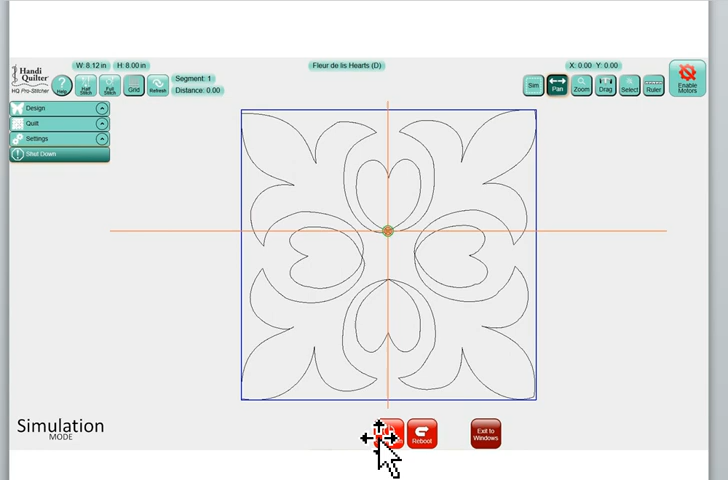 W: 8.12 in H: 8.00 in
Fleur de lis Hearts (D)
X: 0.00 Y: 0.00
Handi
Quilter
HQ Pro-Stitcher
Help
Half
Stitch
Full
Stitch
Grid
Refresh
Segment: 1
Distance: 0.00
Sim
Pan
Zoom
Drag
Select
Ruler
Enable
Motors
Design
Quilt
Settings
Shut Down
Simulation
MODE
Reboot
Exit to
Windows